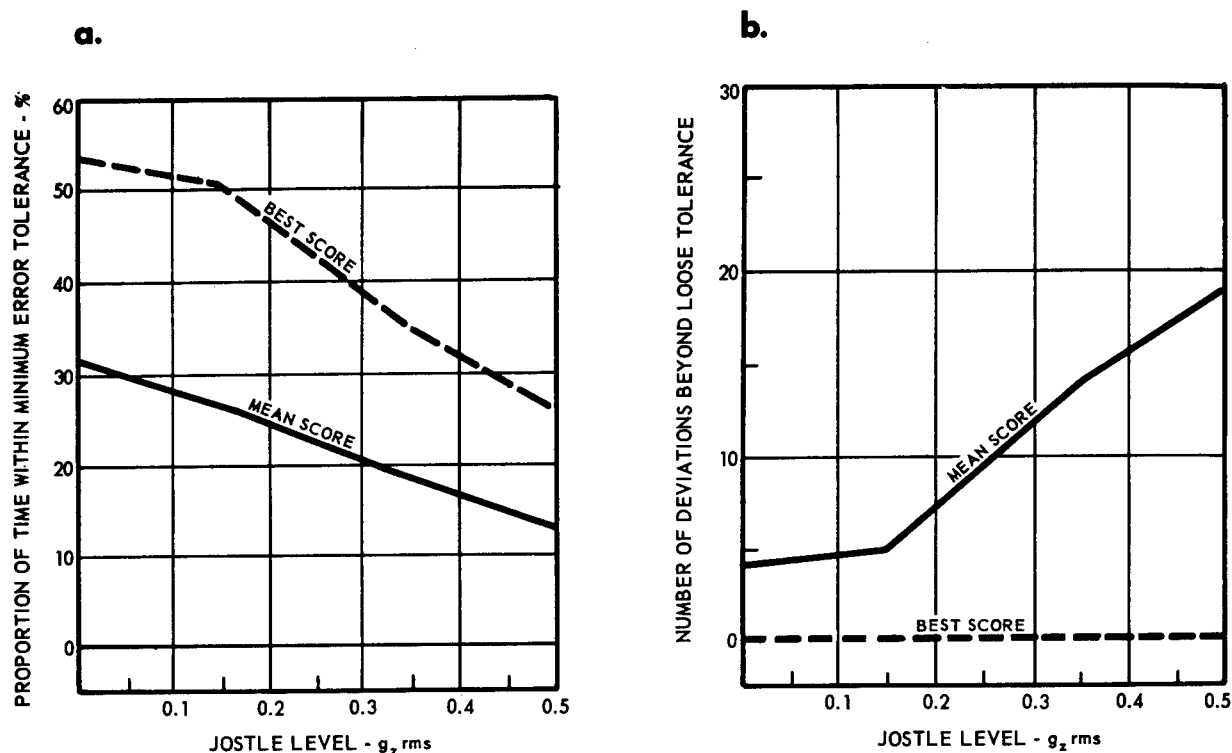 a.
PROPORTION OF TIME WITHIN MINIMUM ERROR TOLERANCE - %
60
50
40
30
20
10
0
BEST SCORE
MEAN SCORE
0.1 0.2 0.3 0.4 0.5
JOSTLE LEVEL - gz rms
b.
NUMBER OF DEVIATIONS BEYOND LOOSE TOLERANCE
30
20
10
0
MEAN SCORE
BEST SCORE
0.1 0.2 0.3 0.4 0.5
JOSTLE LEVEL - gz rms